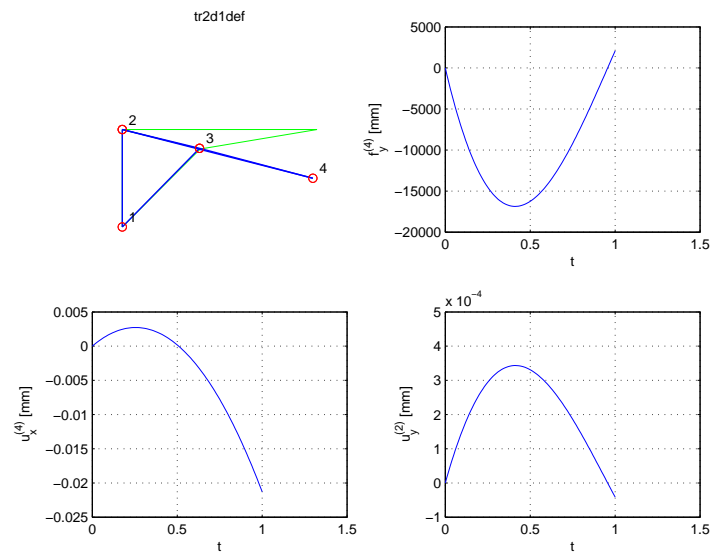 tr2d1def
2
3
4
1
5000
0
−5000
−10000
−15000
−20000
f_y^(4) [mm]
0 0.5 1 1.5
t
0.005
0
−0.005
−0.01
−0.015
−0.02
−0.025
u_x^(4) [mm]
0 0.5 1 1.5
t
x 10^−4
5
4
3
2
1
0
−1
u_y^(2) [mm]
0 0.5 1 1.5
t